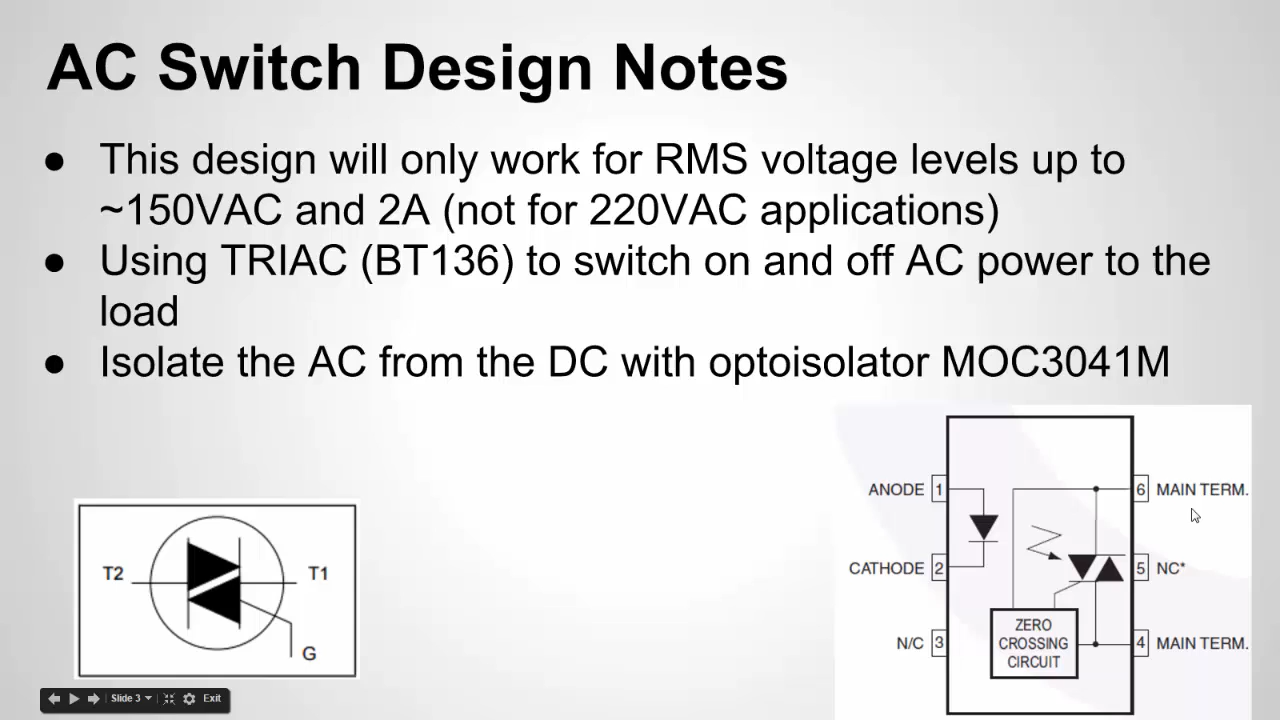 AC Switch Design Notes
● This design will only work for RMS voltage levels up to
~150VAC and 2A (not for 220VAC applications)
● Using TRIAC (BT136) to switch on and off AC power to the
load
● Isolate the AC from the DC with optoisolator MOC3041M
T2
T1
G
ANODE 1
6 MAIN TERM.
CATHODE 2
5 NC*
N/C 3
ZERO
CROSSING
CIRCUIT
4 MAIN TERM.
Slide 3
Exit